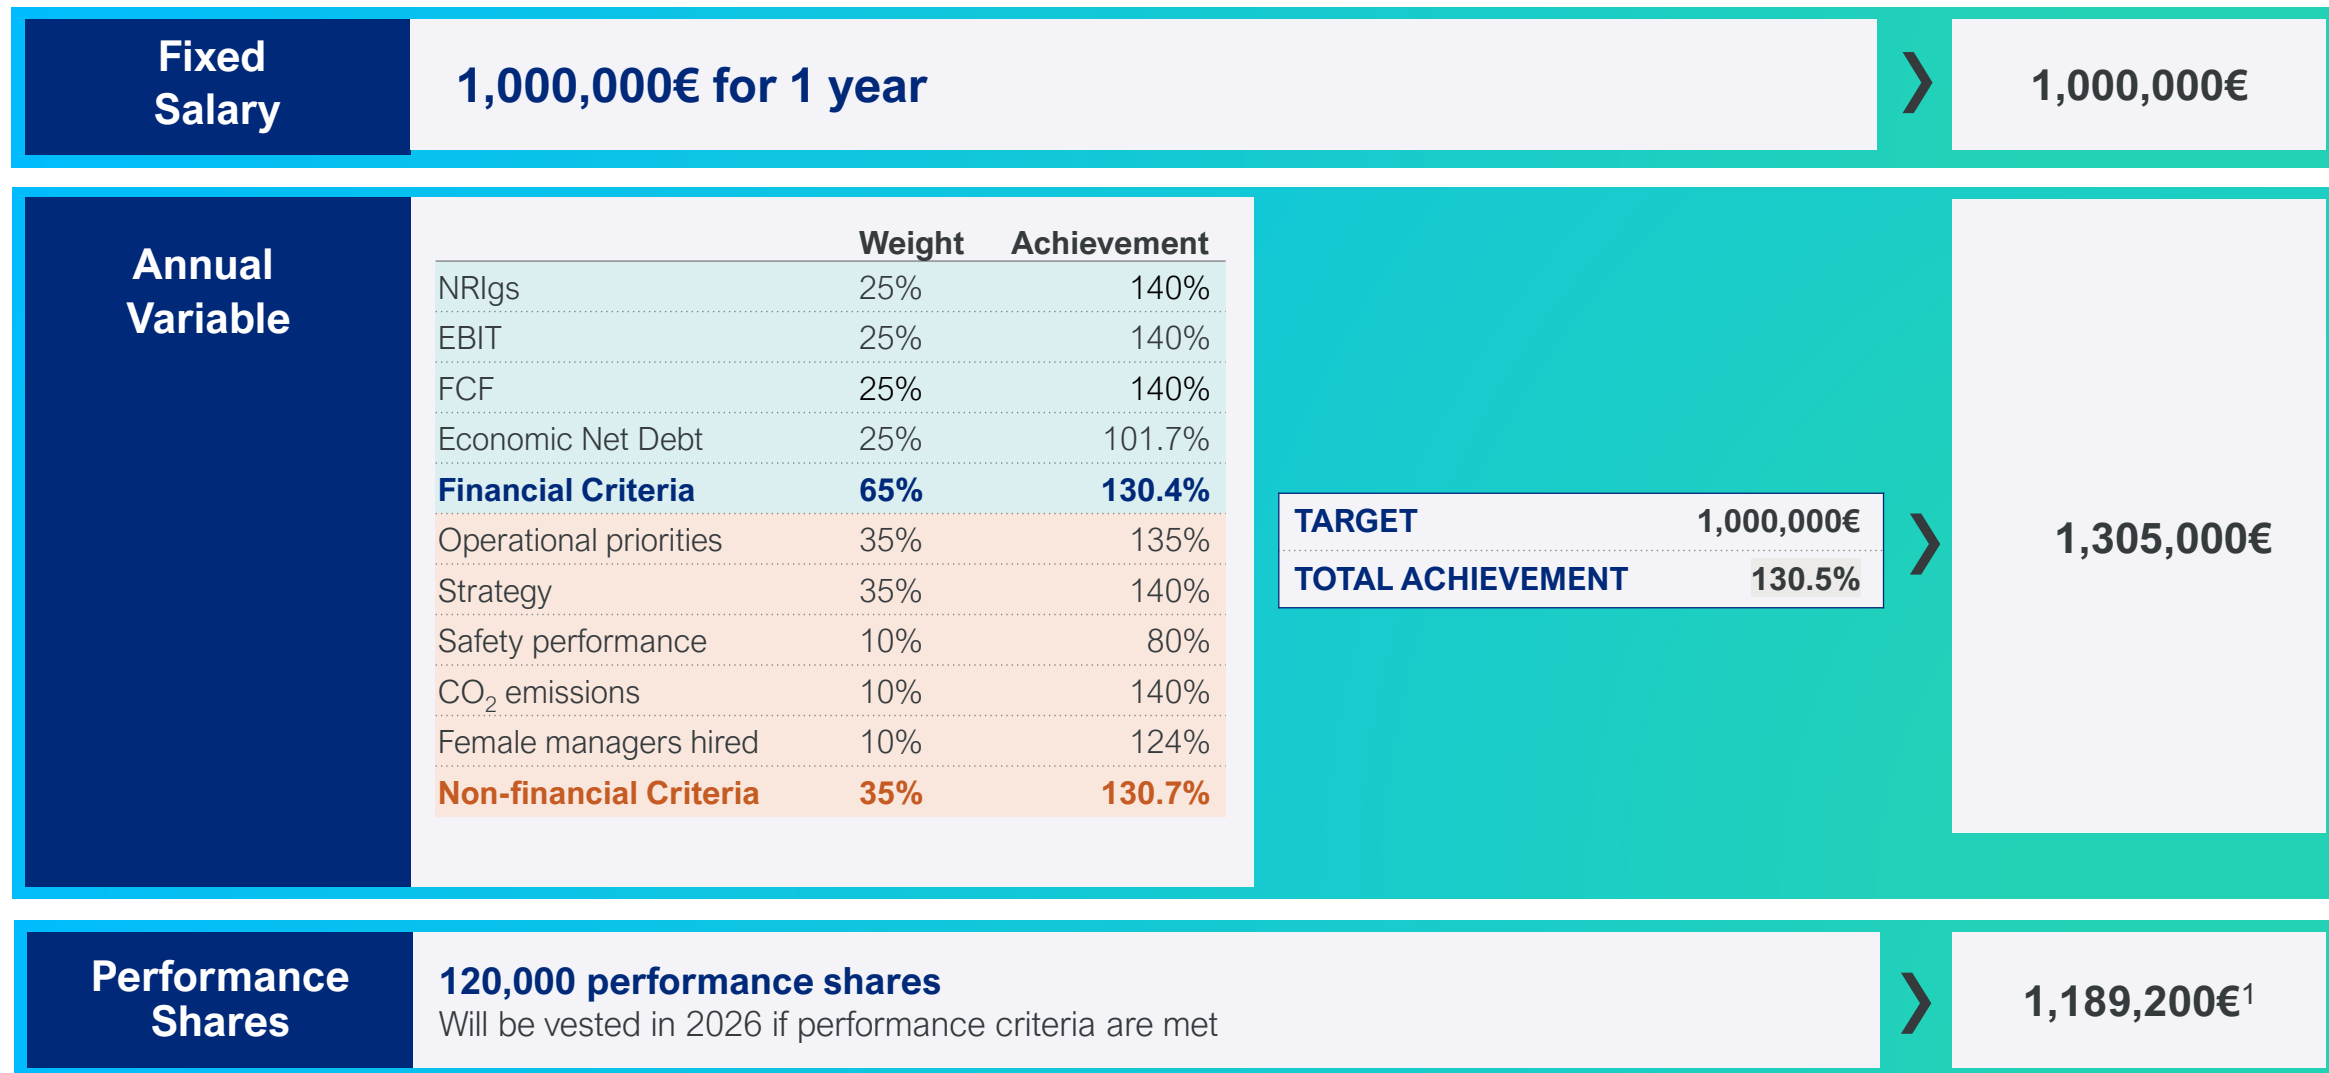 Fixed
Salary
1,000,000€ for 1 year
❯
1,000,000€
Annual
Variable
Weight Achievement
NRIgs 25% 140%
EBIT 25% 140%
FCF 25% 140%
Economic Net Debt 25% 101.7%
Financial Criteria 65% 130.4%
Operational priorities 35% 135%
Strategy 35% 140%
Safety performance 10% 80%
CO₂ emissions 10% 140%
Female managers hired 10% 124%
Non-financial Criteria 35% 130.7%
TARGET 1,000,000€
TOTAL ACHIEVEMENT 130.5%
❯
1,305,000€
Performance
Shares
120,000 performance shares
Will be vested in 2026 if performance criteria are met
❯
1,189,200€¹